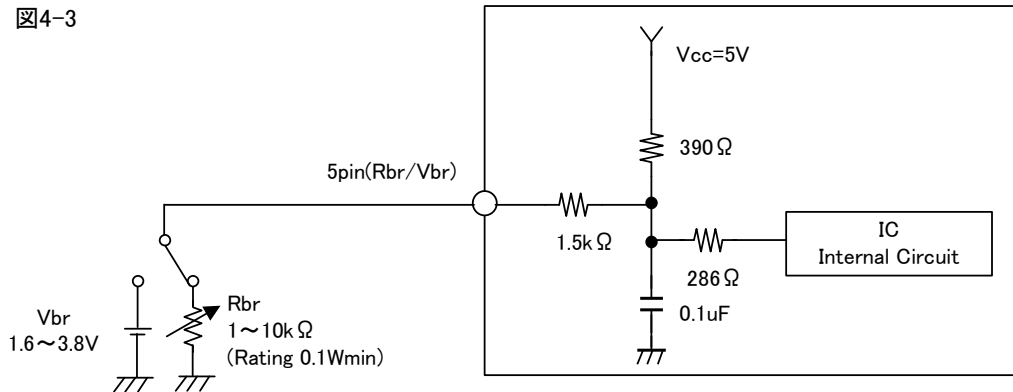 図4-3
Vcc=5V
390Ω
5pin(Rbr/Vbr)
1.5kΩ
286Ω
IC
Internal Circuit
0.1uF
Rbr
1～10kΩ
(Rating 0.1Wmin)
Vbr
1.6～3.8V